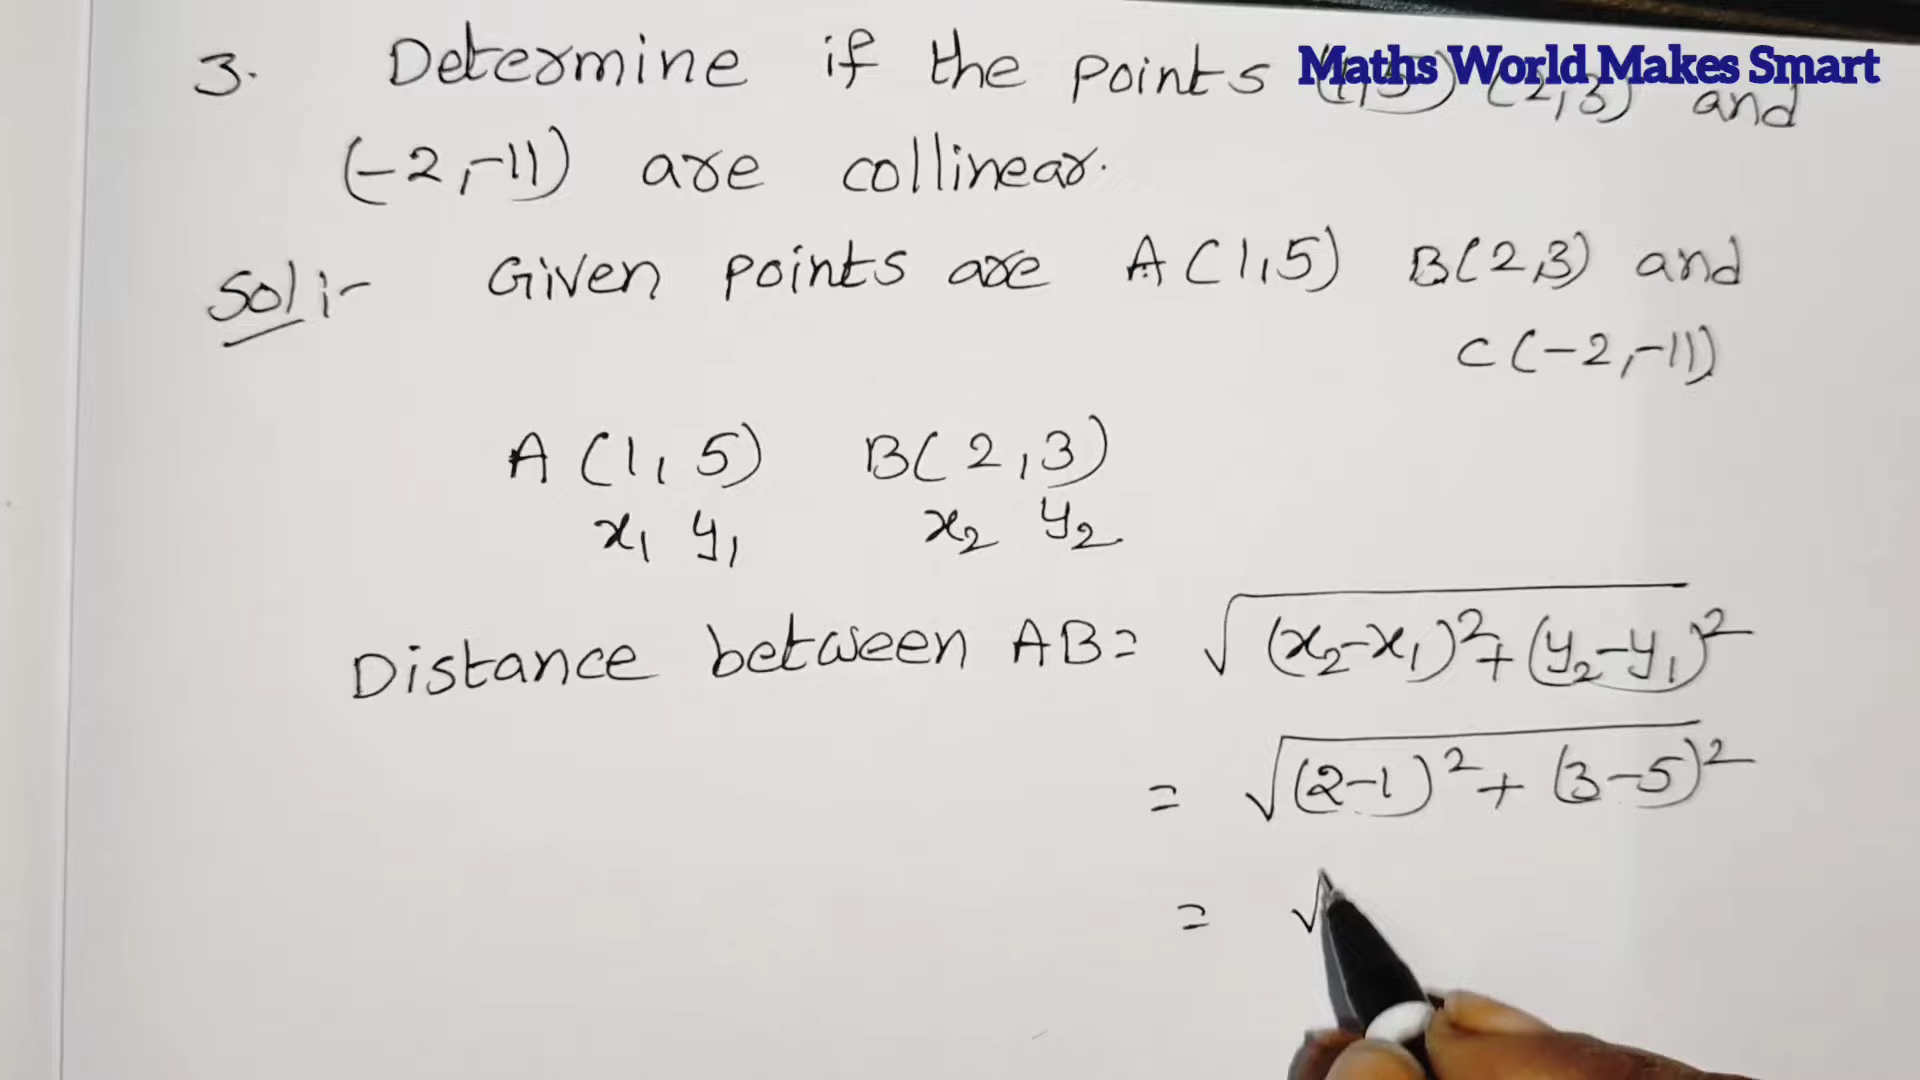 Maths World Makes Smart
3. Determine if the points (1,5) (2,3) and
(-2,-11) are collinear.
Sol:- Given points are A(1,5) B(2,3) and
C(-2,-11)
A(1,5) B(2,3)
x₁ y₁ x₂ y₂
Distance between AB = √(x₂-x₁)²+(y₂-y₁)²
= √(2-1)²+(3-5)²
= √